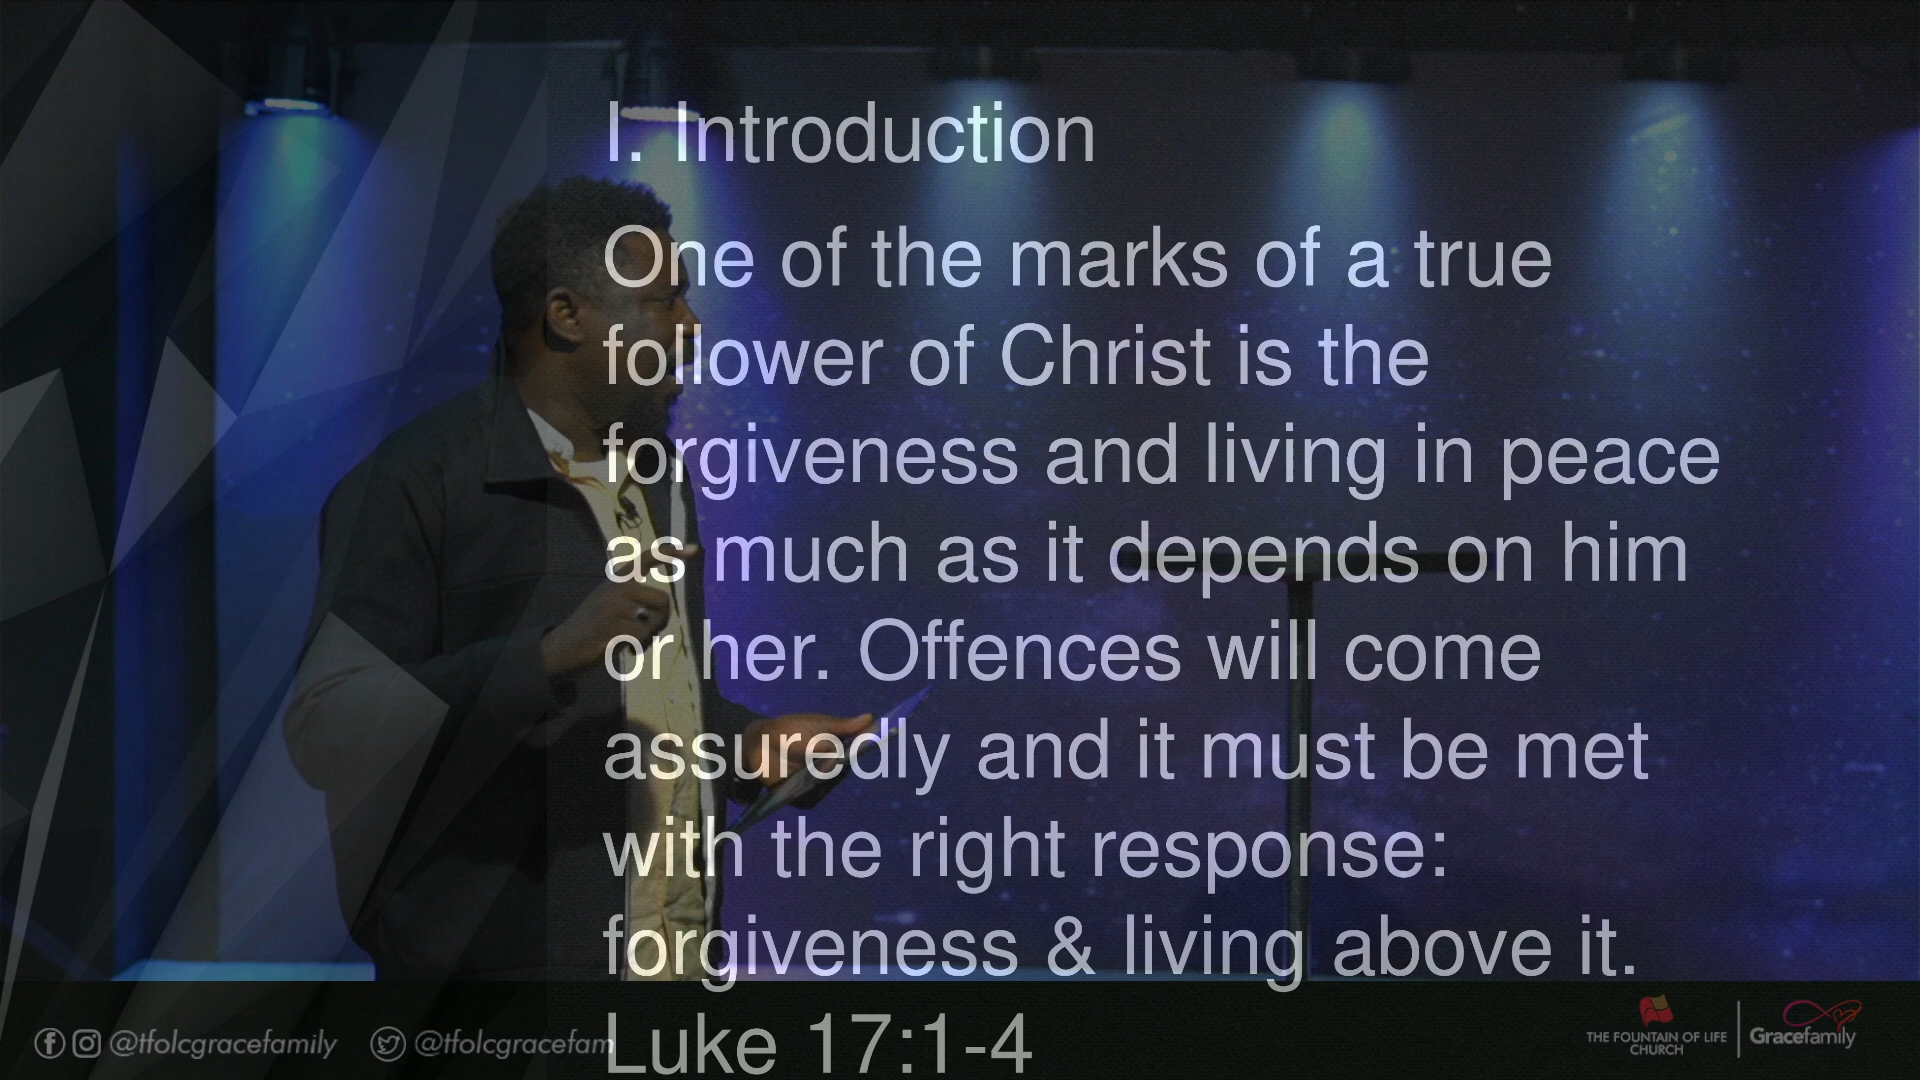 I. Introduction
One of the marks of a true
follower of Christ is the
forgiveness and living in peace
as much as it depends on him
or her. Offences will come
assuredly and it must be met
with the right response:
forgiveness & living above it.
Luke 17:1-4
@tfolcgracefamily @tfolcgracefam
THE FOUNTAIN OF LIFE
CHURCH
Gracefamily